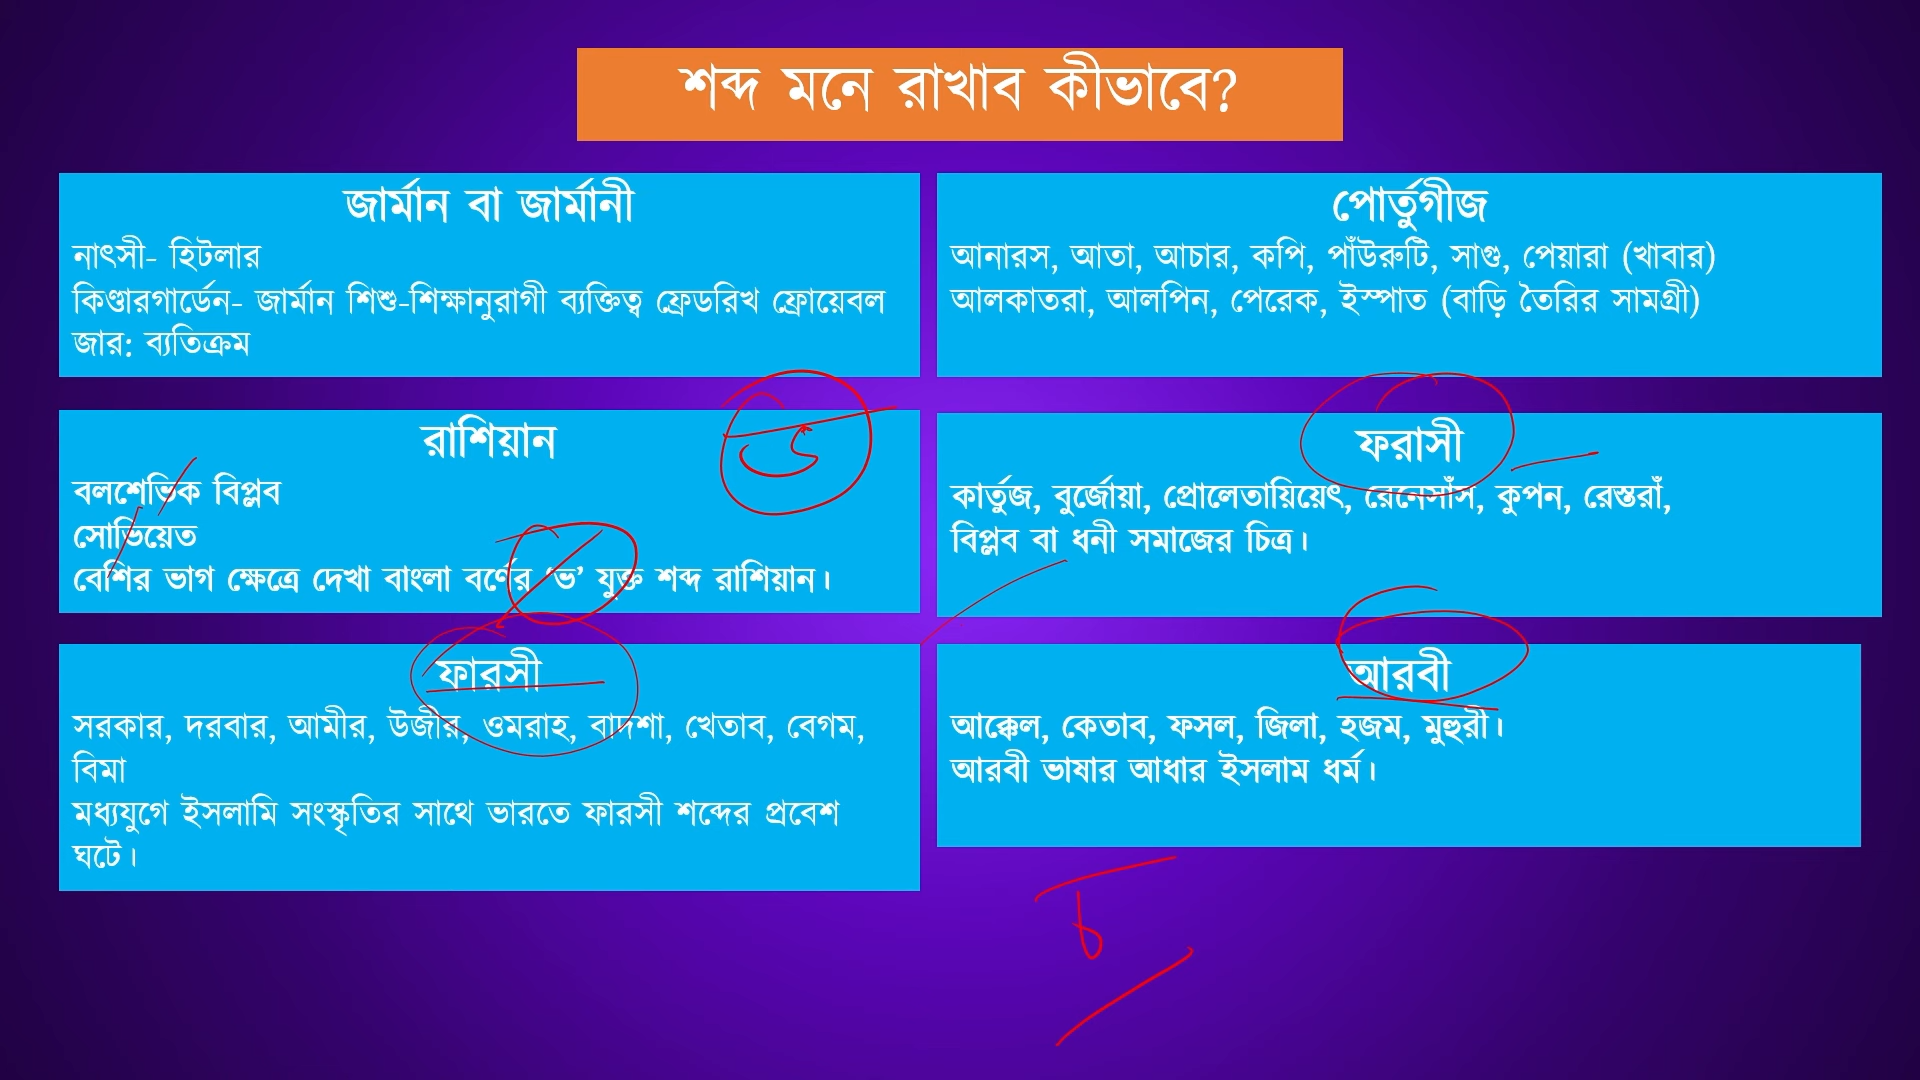 শব্দ মনে রাখাব কীভাবে?
জার্মান বা জার্মানী
নাৎসী- হিটলার
কিণ্ডারগার্ডেন- জার্মান শিশু-শিক্ষানুরাগী ব্যক্তিত্ব ফ্রেডরিখ ফ্রোয়েবল
জার: ব্যতিক্রম
পোর্তুগীজ
আনারস, আতা, আচার, কপি, পাঁউরুটি, সাগু, পেয়ারা (খাবার)
আলকাতরা, আলপিন, পেরেক, ইস্পাত (বাড়ি তৈরির সামগ্রী)
রাশিয়ান
বলশেভিক বিপ্লব
সোভিয়েত
বেশির ভাগ ক্ষেত্রে দেখা বাংলা বর্ণের ‘ভ’ যুক্ত শব্দ রাশিয়ান।
ফরাসী
কার্তুজ, বুর্জোয়া, প্রোলেতায়িয়েৎ, রেনেসাঁস, কুপন, রেস্তরাঁ,
বিপ্লব বা ধনী সমাজের চিত্র।
ফারসী
সরকার, দরবার, আমীর, উজীর, ওমরাহ, বাদশা, খেতাব, বেগম,
বিমা
মধ্যযুগে ইসলামি সংস্কৃতির সাথে ভারতে ফারসী শব্দের প্রবেশ
ঘটে।
আরবী
আক্কেল, কেতাব, ফসল, জিলা, হজম, মুহুরী।
আরবী ভাষার আধার ইসলাম ধর্ম।